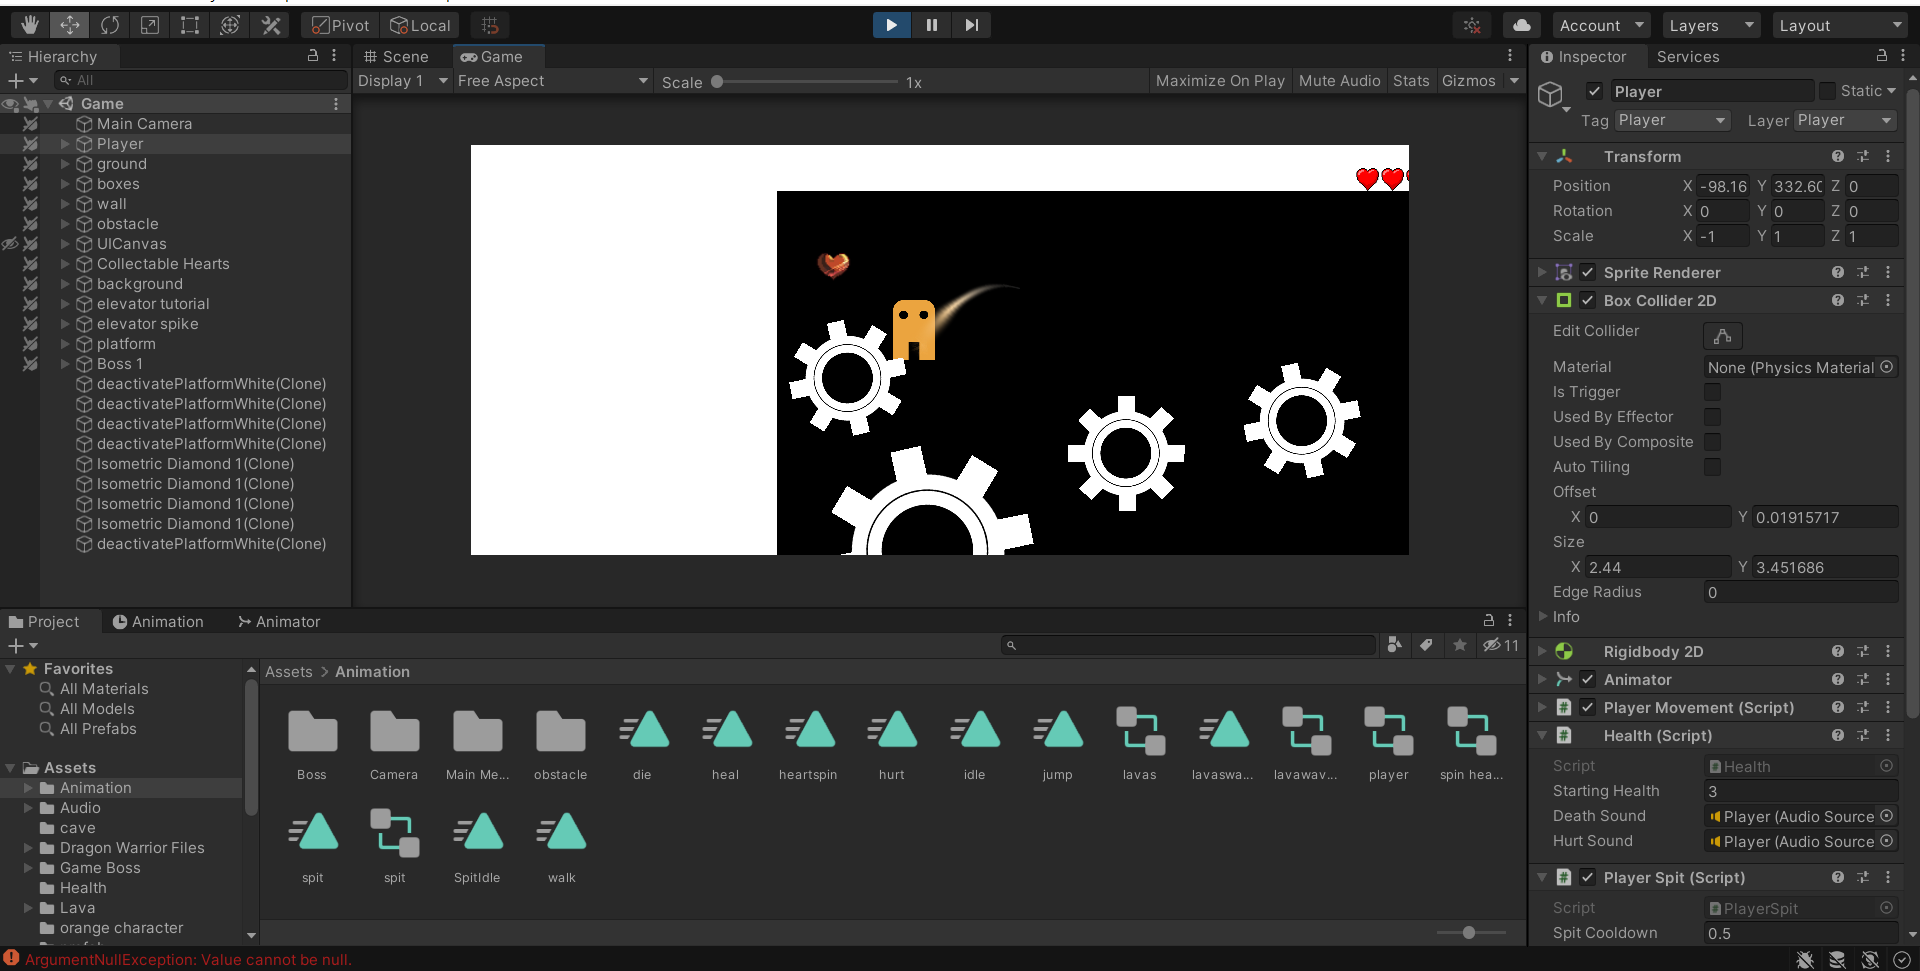 Pivot
Local
Account
Layers
Layout
Hierarchy
Scene
Game
Inspector
Services
All
Display 1
Free Aspect
Scale
1x
Maximize On Play
Mute Audio
Stats
Gizmos
Game
Main Camera
Player
ground
boxes
wall
obstacle
UICanvas
Collectable Hearts
background
elevator tutorial
elevator spike
platform
Boss 1
deactivatePlatformWhite(Clone)
deactivatePlatformWhite(Clone)
deactivatePlatformWhite(Clone)
deactivatePlatformWhite(Clone)
Isometric Diamond 1(Clone)
Isometric Diamond 1(Clone)
Isometric Diamond 1(Clone)
Isometric Diamond 1(Clone)
deactivatePlatformWhite(Clone)
Player
Static
Tag Player
Layer Player
Transform
Position X -98.16 Y 332.60 Z 0
Rotation X 0 Y 0 Z 0
Scale X -1 Y 1 Z 1
Sprite Renderer
Box Collider 2D
Edit Collider
Material None (Physics Material
Is Trigger
Used By Effector
Used By Composite
Auto Tiling
Offset
X 0 Y 0.01915717
Size
X 2.44 Y 3.451686
Edge Radius 0
Info
Rigidbody 2D
Animator
Player Movement (Script)
Health (Script)
Script Health
Starting Health 3
Death Sound Player (Audio Source
Hurt Sound Player (Audio Source
Player Spit (Script)
Script PlayerSpit
Spit Cooldown 0.5
Project
Animation
Animator
11
Favorites
All Materials
All Models
All Prefabs
Assets
Animation
Audio
cave
Dragon Warrior Files
Game Boss
Health
Lava
orange character
Assets > Animation
Boss
Camera
Main Me...
obstacle
die
heal
heartspin
hurt
idle
jump
lavas
lavaswa...
lavawav...
player
spin hea...
spit
spit
SpitIdle
walk
ArgumentNullException: Value cannot be null.